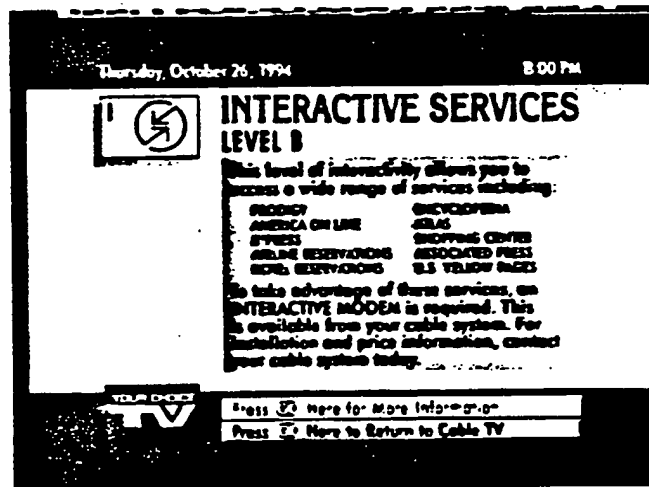 Thursday, October 26, 1994 8:00 PM
INTERACTIVE SERVICES
LEVEL B
This level of interactivity allows you to
access a wide range of services including:
PRODIGY ENCYCLOPEDIA
AMERICA ON LINE ATLAS
X*PRESS SHOPPING CENTER
AIRLINE RESERVATIONS ASSOCIATED PRESS
HOTEL RESERVATIONS U.S. YELLOW PAGES
To take advantage of these services, an
INTERACTIVE MODEM is required. This
is available from your cable system. For
installation and price information, contact
your cable system today.
YOUR CHOICE
TV
Press Here for More Information
Press Here to Return to Cable TV